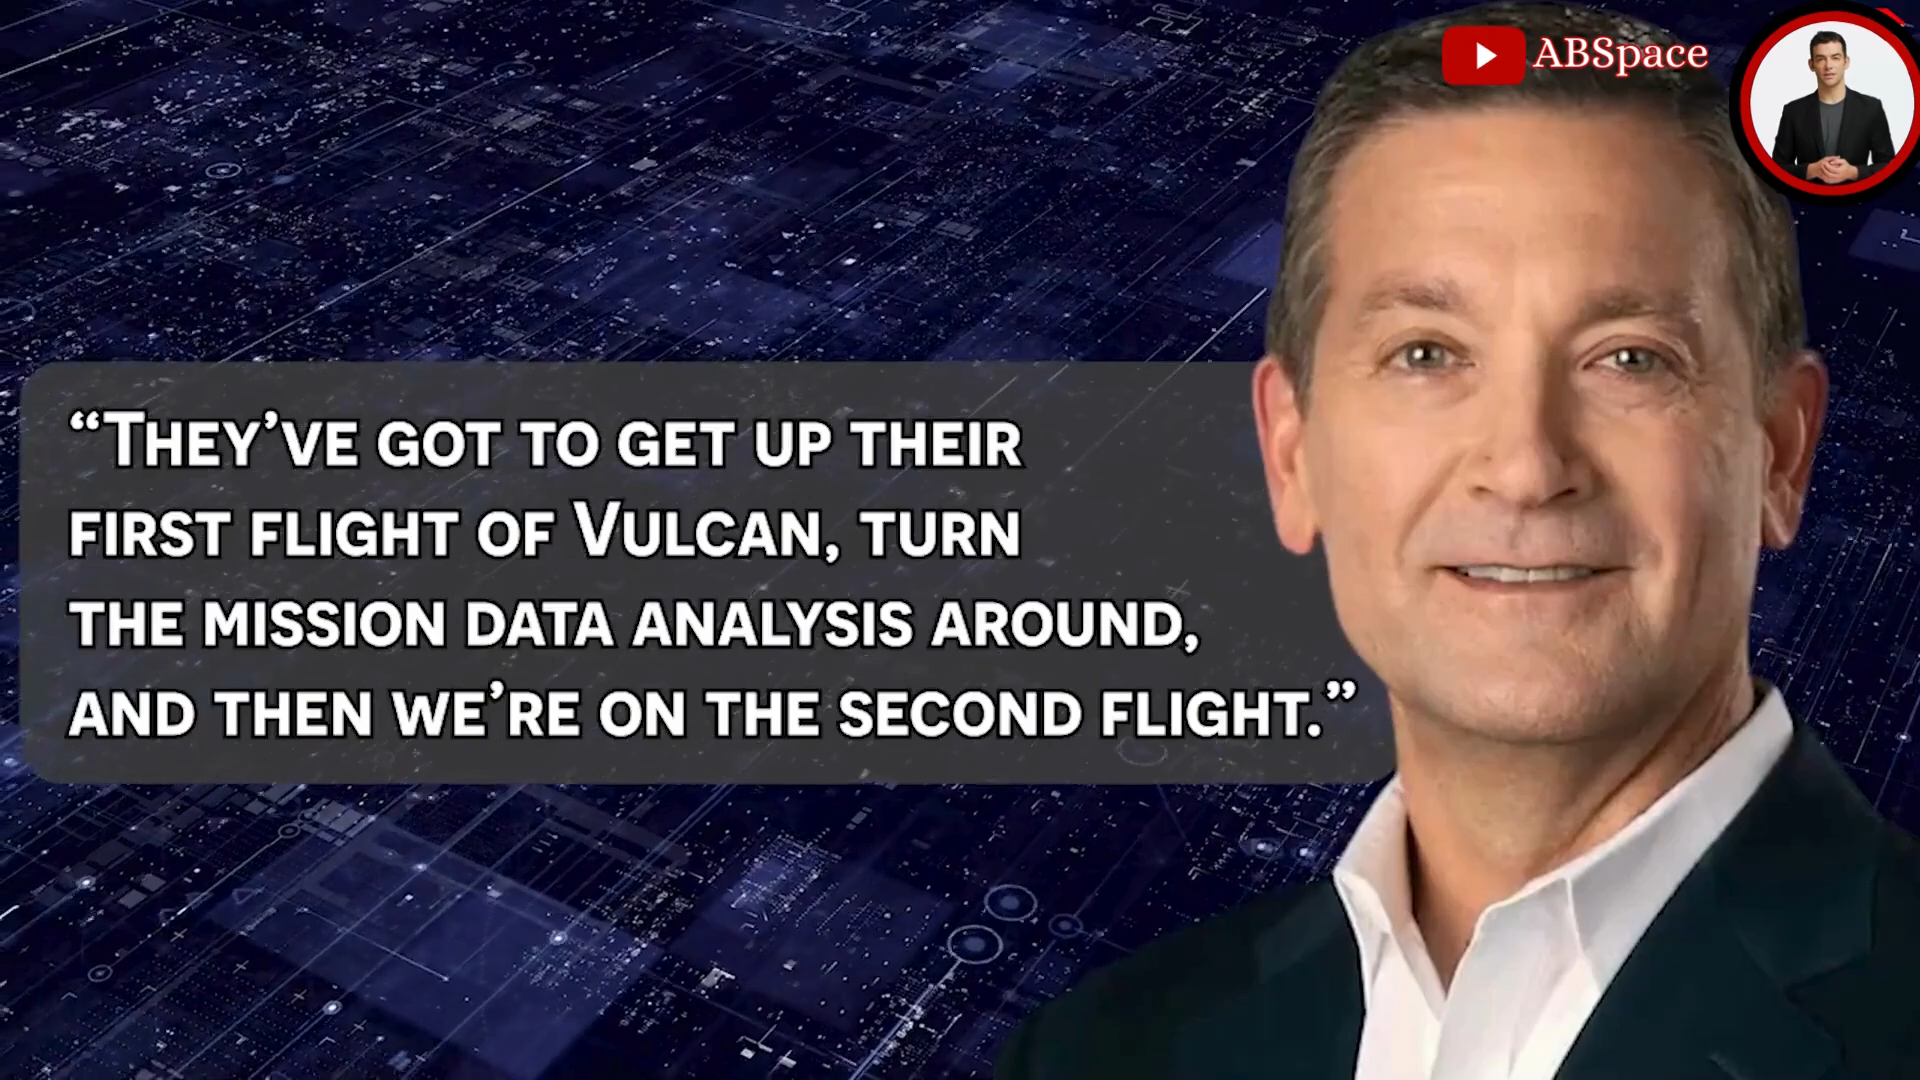 ABSpace
“THEY’VE GOT TO GET UP THEIR
FIRST FLIGHT OF VULCAN, TURN
THE MISSION DATA ANALYSIS AROUND,
AND THEN WE’RE ON THE SECOND FLIGHT.”